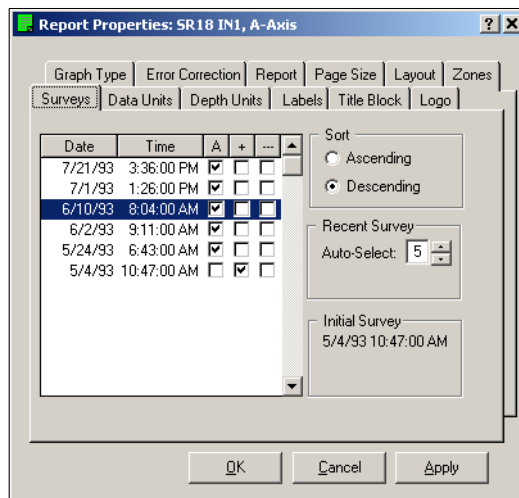 Report Properties: SR18 IN1, A-Axis
Graph Type Error Correction Report Page Size Layout Zones
Surveys Data Units Depth Units Labels Title Block Logo
Date Time A + ---
7/21/93 3:36:00 PM
7/1/93 1:26:00 PM
6/10/93 8:04:00 AM
6/2/93 9:11:00 AM
5/24/93 6:43:00 AM
5/4/93 10:47:00 AM
Sort
Ascending
Descending
Recent Survey
Auto-Select: 5
Initial Survey
5/4/93 10:47:00 AM
OK Cancel Apply